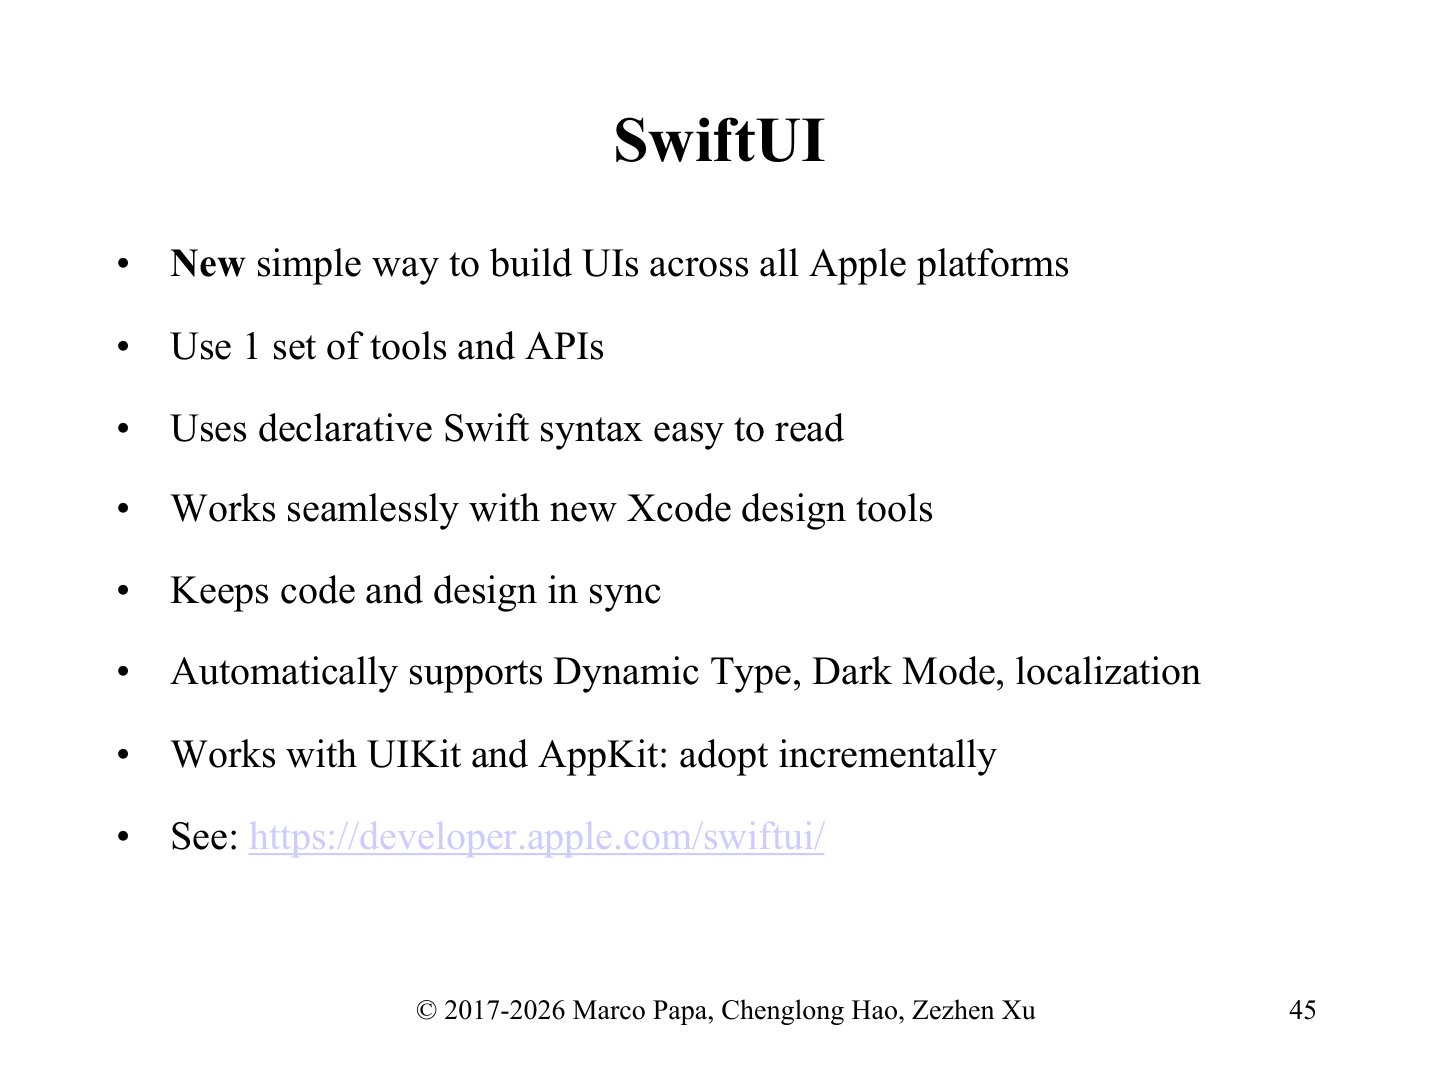 SwiftUI
• New simple way to build UIs across all Apple platforms
• Use 1 set of tools and APIs
• Uses declarative Swift syntax easy to read
• Works seamlessly with new Xcode design tools
• Keeps code and design in sync
• Automatically supports Dynamic Type, Dark Mode, localization
• Works with UIKit and AppKit: adopt incrementally
• See: https://developer.apple.com/swiftui/
© 2017-2026 Marco Papa, Chenglong Hao, Zezhen Xu 45